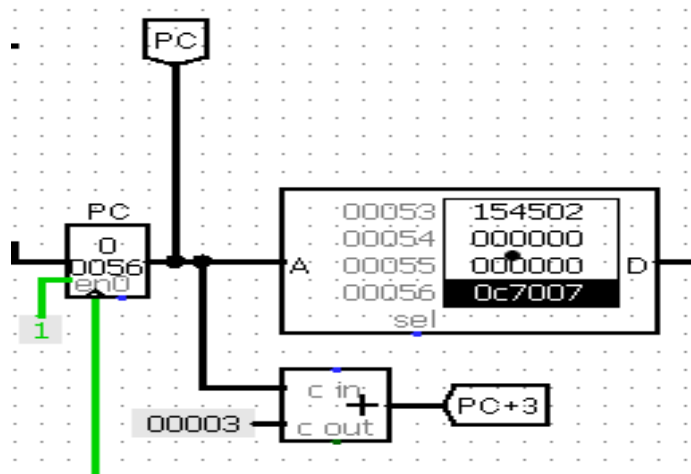 PC
PC
0
0056
en0
1
00053 154502
00054 000000
00055 000000
00056 0c7007
A
D
sel
c in
+
c out
00003
PC+3